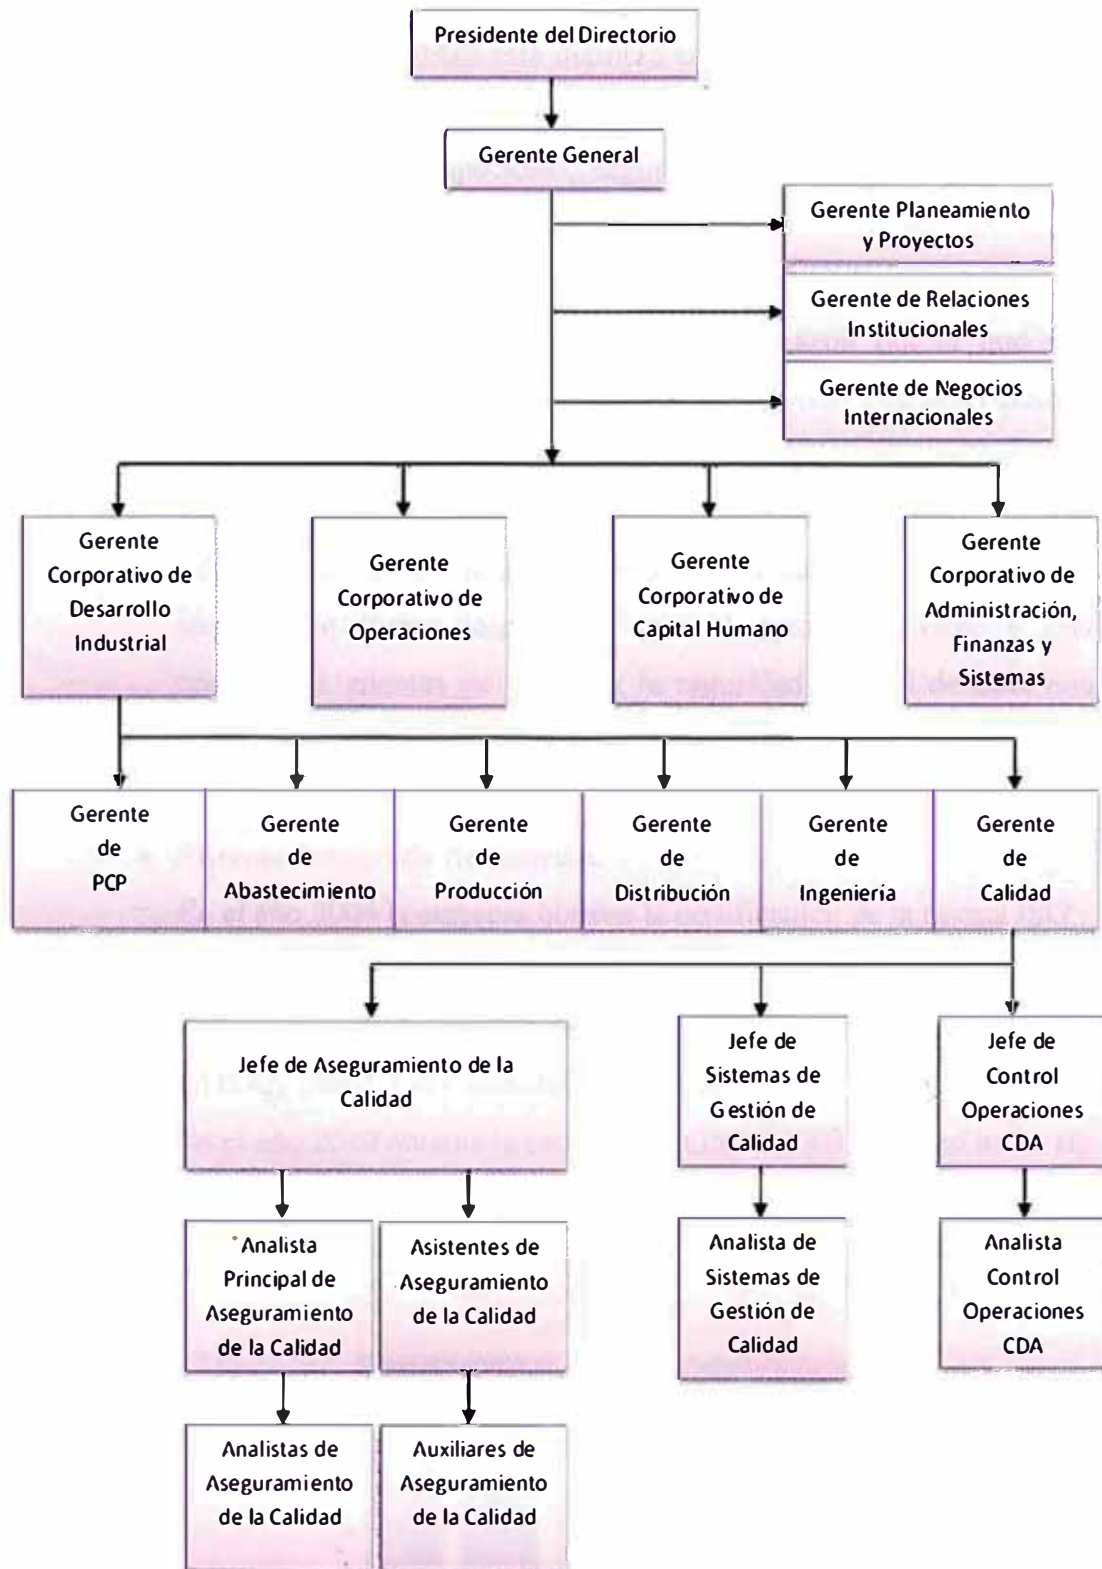 Presidente del Directorio
Gerente General
Gerente Planeamiento
y Proyectos
Gerente de Relaciones
Institucionales
Gerente de Negocios
Internacionales
Gerente
Corporativo de
Desarrollo
Industrial
Gerente
Corporativo de
Operaciones
Gerente
Corporativo de
Capital Humano
Gerente
Corporativo de
Administración,
Finanzas y
Sistemas
Gerente
de
PCP
Gerente
de
Abastecimiento
Gerente
de
Producción
Gerente
de
Distribución
Gerente
de
Ingeniería
Gerente
de
Calidad
Jefe de Aseguramiento de la
Calidad
Jefe de
Sistemas de
Gestión de
Calidad
Jefe de
Control
Operaciones
CDA
Analista
Principal de
Aseguramiento
de la Calidad
Asistentes de
Aseguramiento
de la Calidad
Analista de
Sistemas de
Gestión de
Calidad
Analista
Control
Operaciones
CDA
Analistas de
Aseguramiento
de la Calidad
Auxiliares de
Aseguramiento
de la Calidad